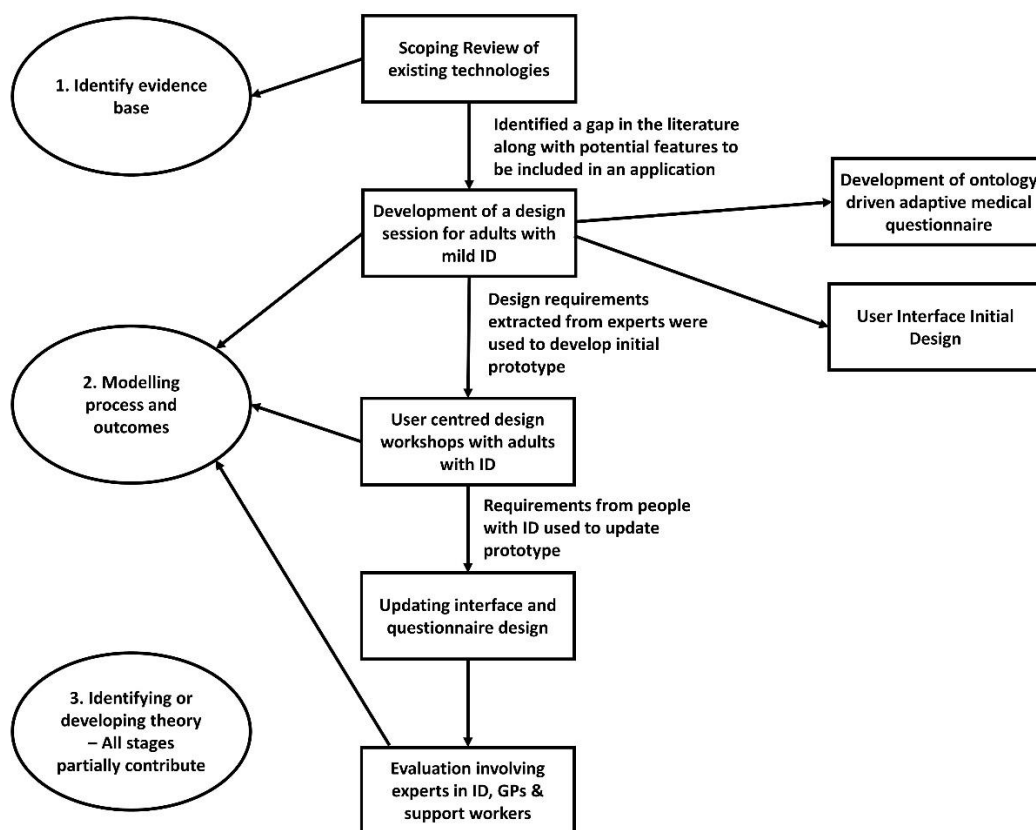 Scoping Review of
existing technologies
1. Identify evidence
base
Identified a gap in the literature
along with potential features to
be included in an application
Development of ontology
driven adaptive medical
questionnaire
Development of a design
session for adults with
mild ID
Design requirements
extracted from experts were
used to develop initial
prototype
User Interface Initial
Design
2. Modelling
process and
outcomes
User centred design
workshops with adults
with ID
Requirements from people
with ID used to update
prototype
Updating interface and
questionnaire design
3. Identifying or
developing theory
– All stages
partially contribute
Evaluation involving
experts in ID, GPs &
support workers